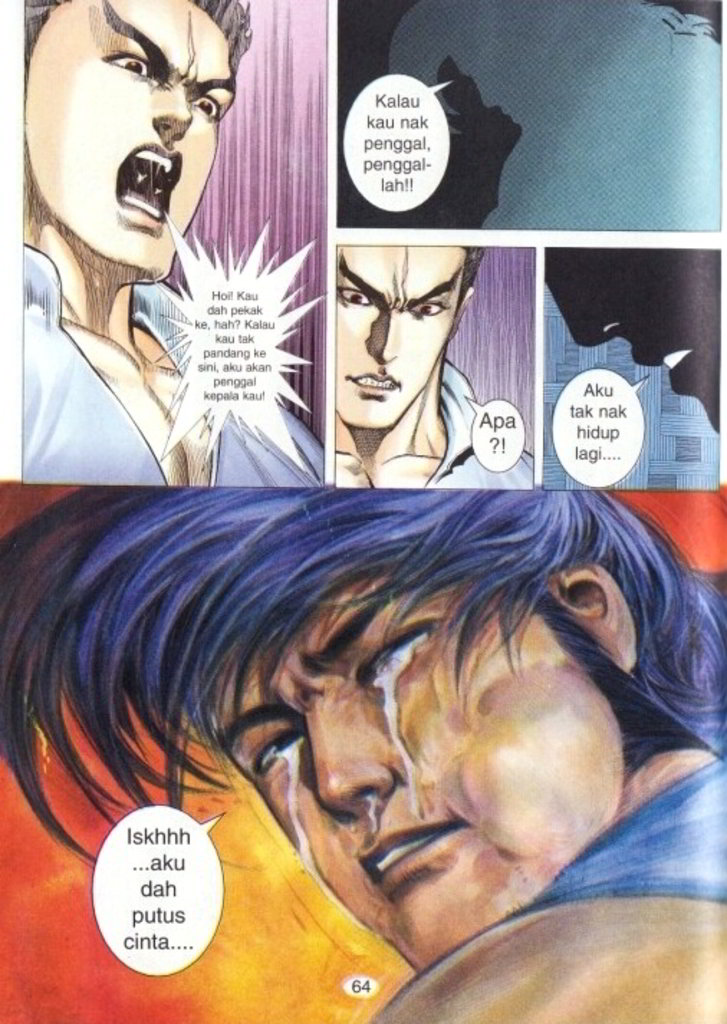 Hoi! Kau
dah pekak
ke, hah? Kalau
kau tak
pandang ke
sini, aku akan
penggal
kepala kau!
Kalau
kau nak
penggal,
penggal-
lah!!
Apa
?!
Aku
tak nak
hidup
lagi....
Iskhhh
...aku
dah
putus
cinta....
64